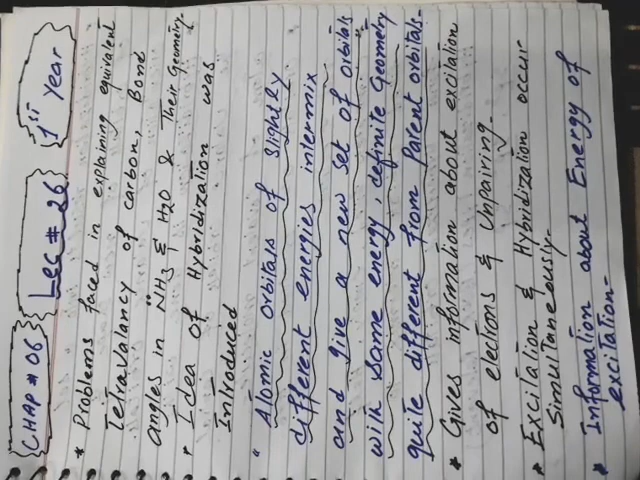 CHAP # 06 Lec # 26 1st year
* Problems faced in explaining equivalent
tetravalancy of carbon, Bond
angles in N̈H3 & H2O & Their Geometry
* Idea of Hybridization was
Introduced
" Atomic orbitals of slightly
different energies intermix
and give a new set of orbitals
with same energy, definite Geometry
quite different from Parent orbitals.
* Gives information about excitation
of electrons & Unpairing.
* Excitation & Hybridization occur
Simultaneously.
* Information about Energy of
excitation.